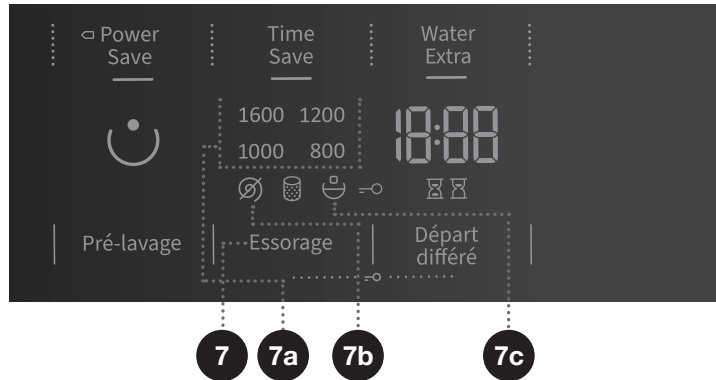 Power Save
Time Save
Water Extra
1600 1200
1000 800
18:88
Pré-lavage
Essorage
Départ différé
7
7a
7b
7c